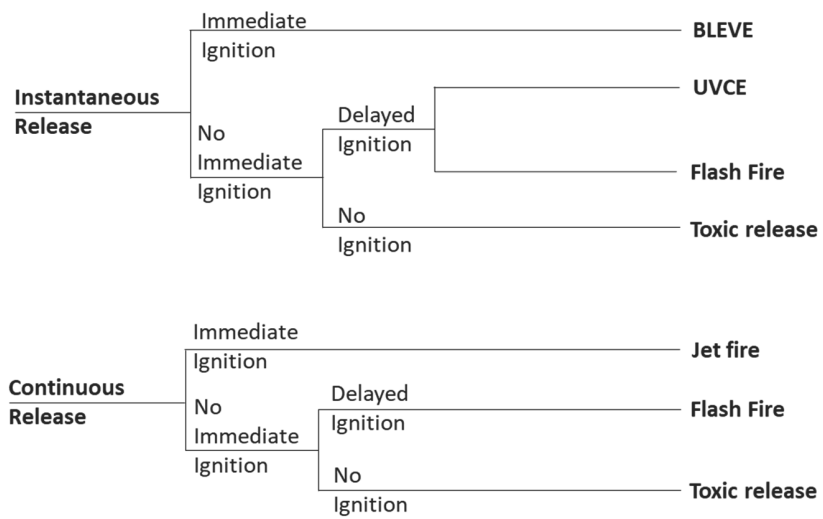 Immediate
Ignition
BLEVE
Instantaneous
Release
UVCE
Delayed
Ignition
No
Immediate
Ignition
Flash Fire
No
Ignition
Toxic release
Immediate
Ignition
Jet fire
Continuous
Release
Delayed
Ignition
Flash Fire
No
Immediate
Ignition
No
Ignition
Toxic release